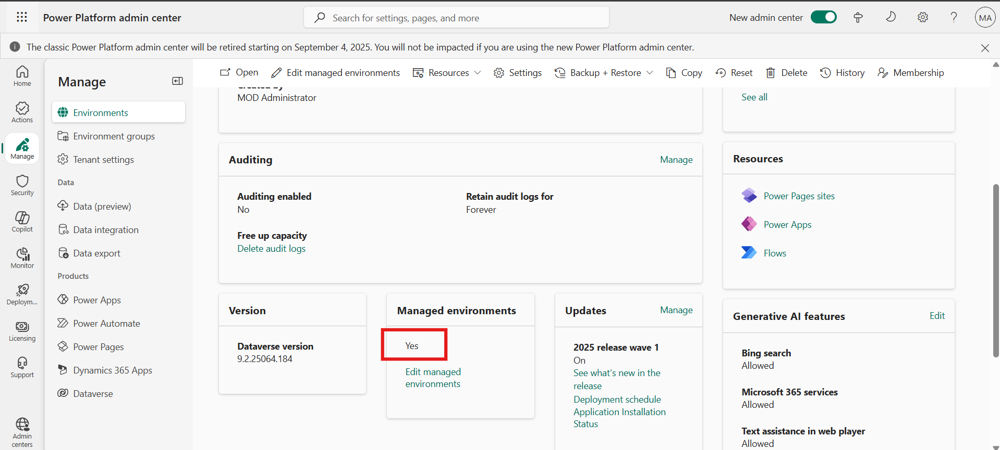 Power Platform admin center
Search for settings, pages, and more
New admin center
MA
The classic Power Platform admin center will be retired starting on September 4, 2025. You will not be impacted if you are using the new Power Platform admin center.
Home
Actions
Manage
Security
Copilot
Monitor
Deploym...
Licensing
Support
Admin
centers
Manage
Environments
Environment groups
Tenant settings
Data
Data (preview)
Data integration
Data export
Products
Power Apps
Power Automate
Power Pages
Dynamics 365 Apps
Dataverse
Open
Edit managed environments
Resources
Settings
Backup + Restore
Copy
Reset
Delete
History
Membership
Created by
MOD Administrator
See all
Auditing
Manage
Auditing enabled
No
Retain audit logs for
Forever
Free up capacity
Delete audit logs
Resources
Power Pages sites
Power Apps
Flows
Version
Dataverse version
9.2.25064.184
Managed environments
Yes
Edit managed
environments
Updates
Manage
2025 release wave 1
On
See what's new in the
release
Deployment schedule
Application Installation
Status
Generative AI features
Edit
Bing search
Allowed
Microsoft 365 services
Allowed
Text assistance in web player
Allowed